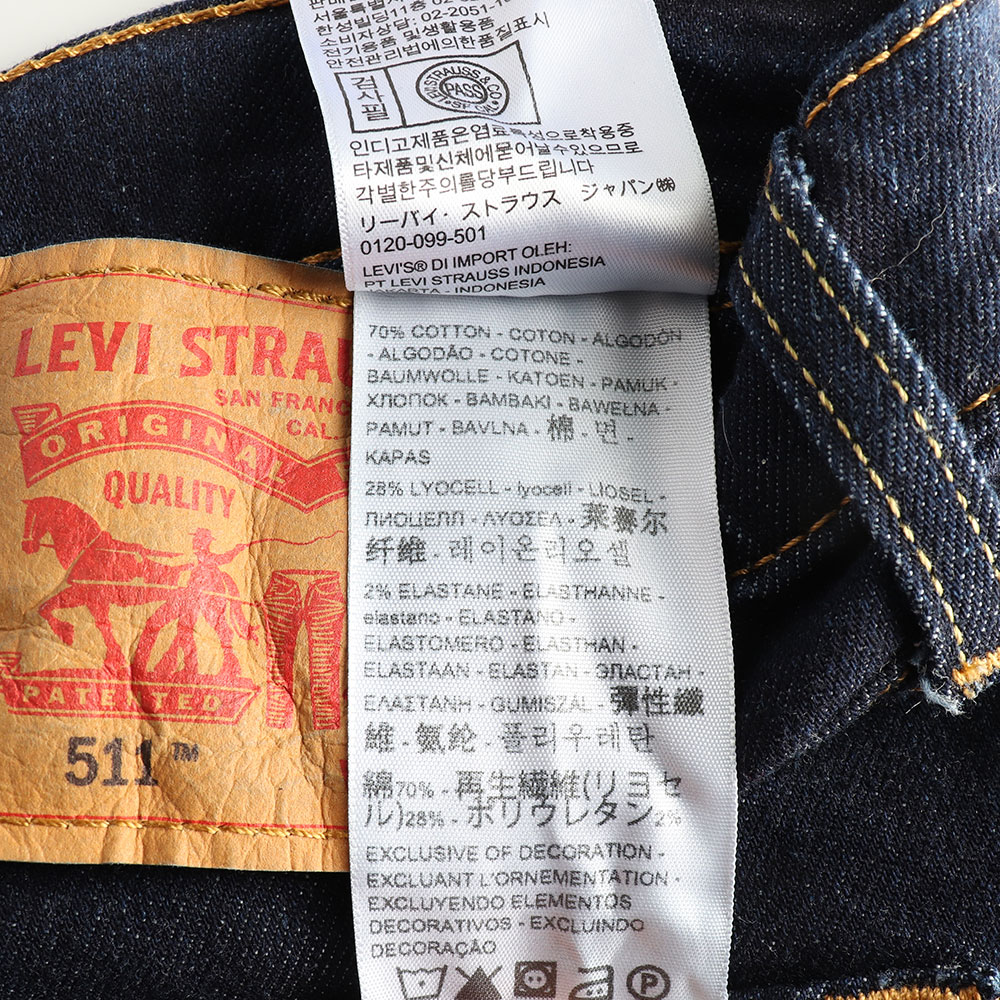 서울특별시
한성빌딩11층 02-
소비자상담: 02-2051-
전기용품 및생활용품
안전관리법에의한품질표시
검사필
LEVI STRAUSS & CO
PASS
S.F. CAL
인디고제품은염료특성으로착용중
타제품및신체에묻어날수있으므로
각별한주의를당부드립니다
リーバイ・ストラウス ジャパン㈱
0120-099-501
LEVI'S® DI IMPORT OLEH:
PT LEVI STRAUSS INDONESIA
JAKARTA - INDONESIA
70% COTTON - COTON - ALGODÓN
- ALGODÃO - COTONE -
BAUMWOLLE - KATOEN - PAMUK -
ХЛОПОК - BAMBAKI - BAWEŁNA -
PAMUT - BAVLNA - 棉 - 면 -
KAPAS
28% LYOCELL - lyocell - LIOSEL -
ЛИОЦЕЛЛ - ΛΥΟΣΕΛ - 莱赛尔
纤维 - 레이온리오셀
2% ELASTANE - ELASTHANNE -
elastano - ELASTANO -
ELASTOMERO - ELASTHAN -
ELASTAAN - ELASTAN - ЭЛАСТАН
ΕΛΑΣΤΑΝΗ - GUMISZAL - 彈性纖
維 - 氨纶 - 폴리우레탄
綿70% - 再生繊維(リヨセ
ル)28% - ポリウレタン2%
EXCLUSIVE OF DECORATION -
EXCLUANT L'ORNEMENTATION -
EXCLUYENDO ELEMENTOS
DECORATIVOS - EXCLUINDO
DECORAÇÃO
P
LEVI STRAU
SAN FRANC
CAL.
ORIGINAL
QUALITY
PATENTED
511™